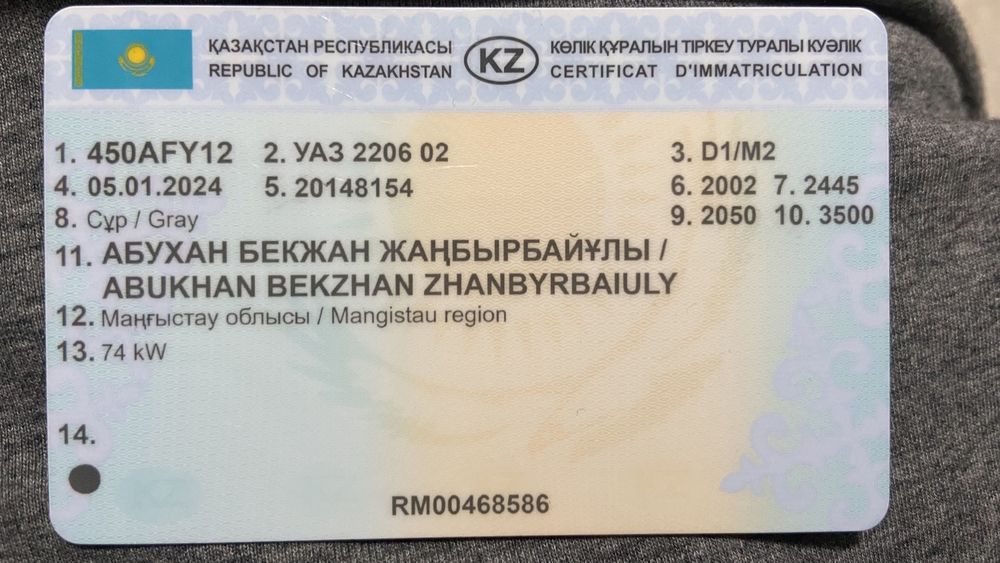 ҚАЗАҚСТАН РЕСПУБЛИКАСЫ KZ КӨЛІК ҚҰРАЛЫН ТІРКЕУ ТУРАЛЫ КУӘЛІК
REPUBLIC OF KAZAKHSTAN CERTIFICAT D'IMMATRICULATION
1. 450AFY12 2. УАЗ 2206 02 3. D1/M2
4. 05.01.2024 5. 20148154 6. 2002 7. 2445
8. Сұр / Gray 9. 2050 10. 3500
11. АБУХАН БЕКЖАН ЖАҢБЫРБАЙҰЛЫ /
ABUKHAN BEKZHAN ZHANBYRBAIULY
12. Маңғыстау облысы / Mangistau region
13. 74 kW
14.
RM00468586